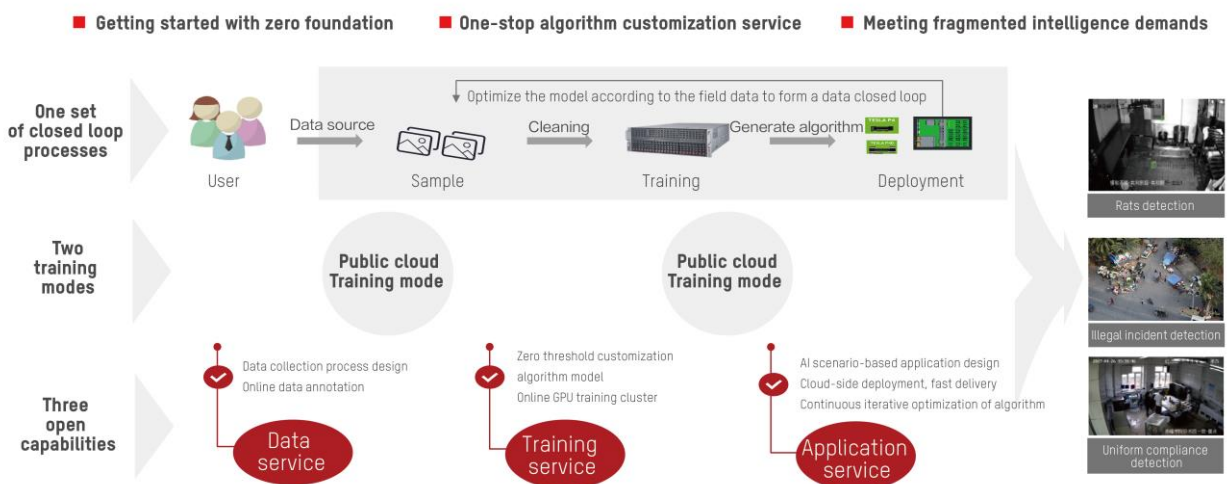 Getting started with zero foundation
One-stop algorithm customization service
Meeting fragmented intelligence demands
One set
of closed loop
processes
Optimize the model according to the field data to form a data closed loop
Data source
Cleaning
Generate algorithm
User
Sample
Training
Deployment
Rats detection
Two
training
modes
Public cloud
Training mode
Public cloud
Training mode
Illegal incident detection
Three
open
capabilities
Data collection process design
Online data annotation
Data
service
Zero threshold customization
algorithm model
Online GPU training cluster
Training
service
AI scenario-based application design
Cloud-side deployment, fast delivery
Continuous iterative optimization of algorithm
Application
service
Uniform compliance
detection